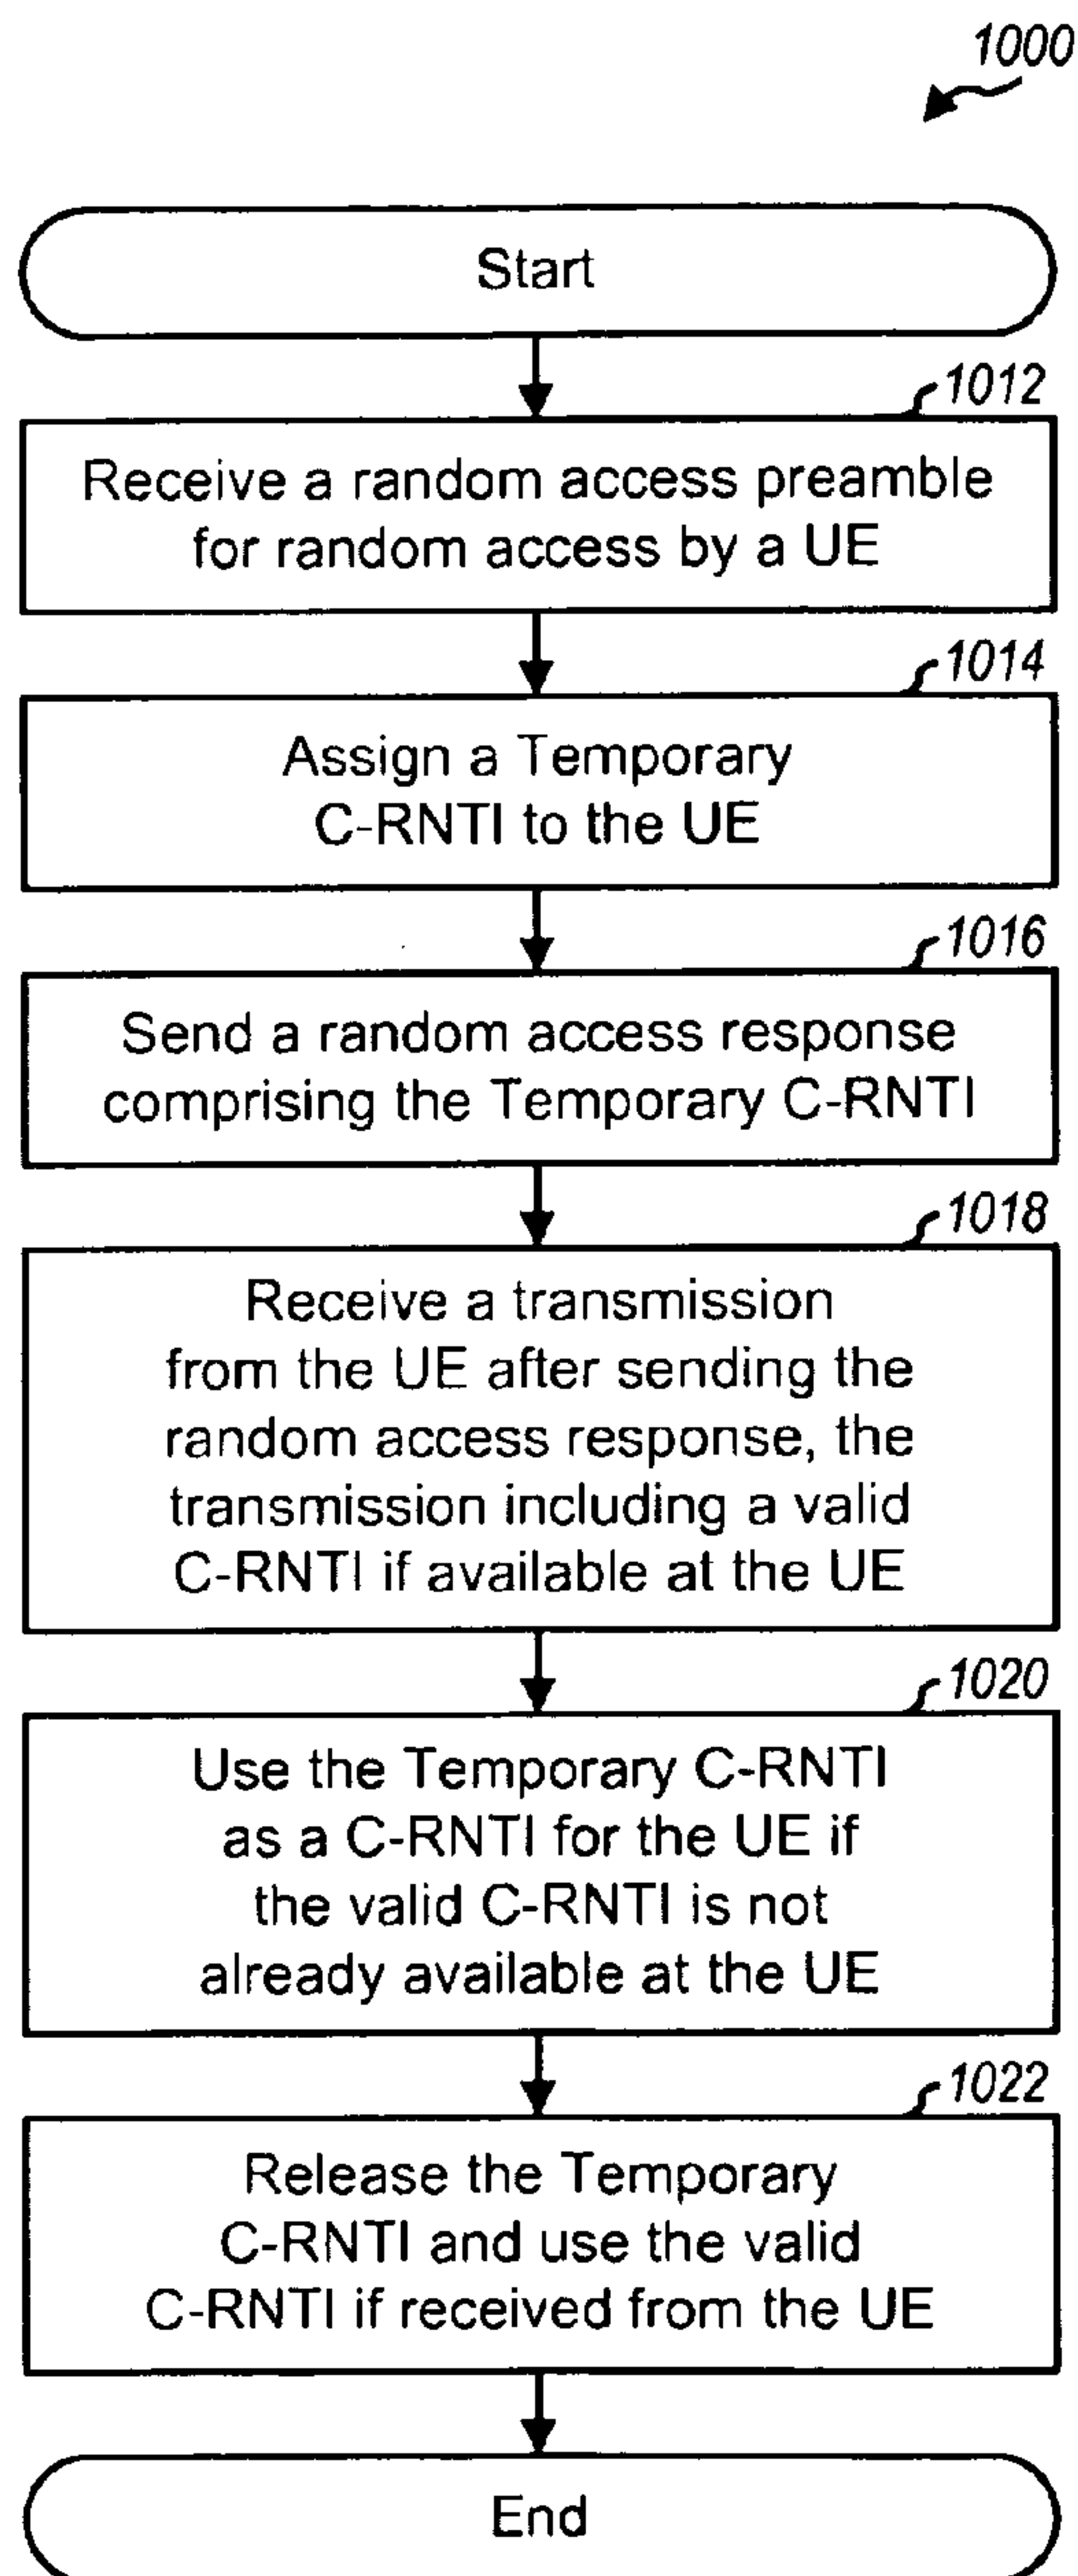 1000
Start
1012
Receive a random access preamble
for random access by a UE
1014
Assign a Temporary
C-RNTI to the UE
1016
Send a random access response
comprising the Temporary C-RNTI
1018
Receive a transmission
from the UE after sending the
random access response, the
transmission including a valid
C-RNTI if available at the UE
1020
Use the Temporary C-RNTI
as a C-RNTI for the UE if
the valid C-RNTI is not
already available at the UE
1022
Release the Temporary
C-RNTI and use the valid
C-RNTI if received from the UE
End